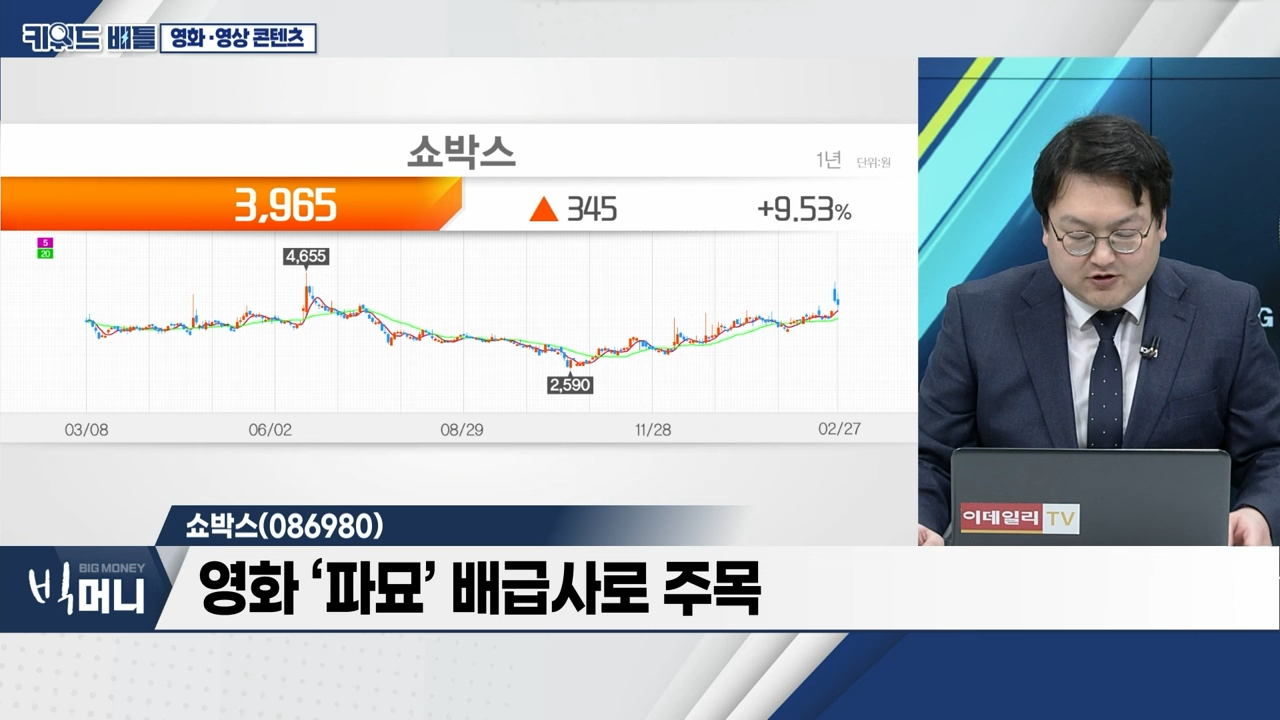 키워드 배틀 영화·영상 콘텐츠
쇼박스
1년 단위:원
3,965 ▲ 345 +9.53%
5
20
4,655
2,590
03/08 06/02 08/29 11/28 02/27
G
이데일리 TV
쇼박스(086980)
BIG MONEY
빅머니
영화 ‘파묘’ 배급사로 주목